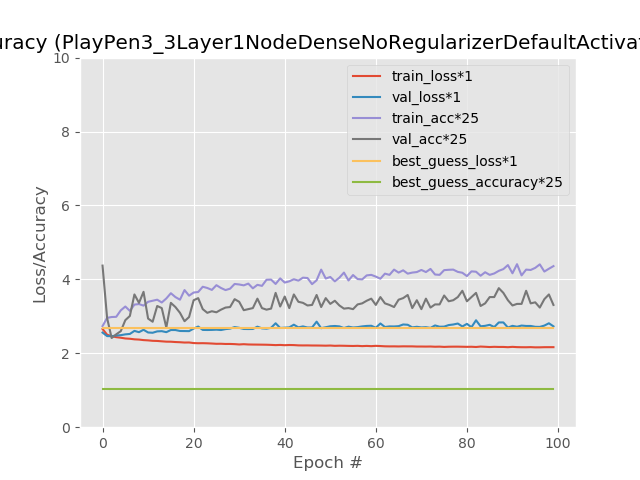 uracy (PlayPen3_3Layer1NodeDenseNoRegularizerDefaultActivat
10
8
6
4
2
0
Loss/Accuracy
train_loss*1
val_loss*1
train_acc*25
val_acc*25
best_guess_loss*1
best_guess_accuracy*25
0 20 40 60 80 100
Epoch #